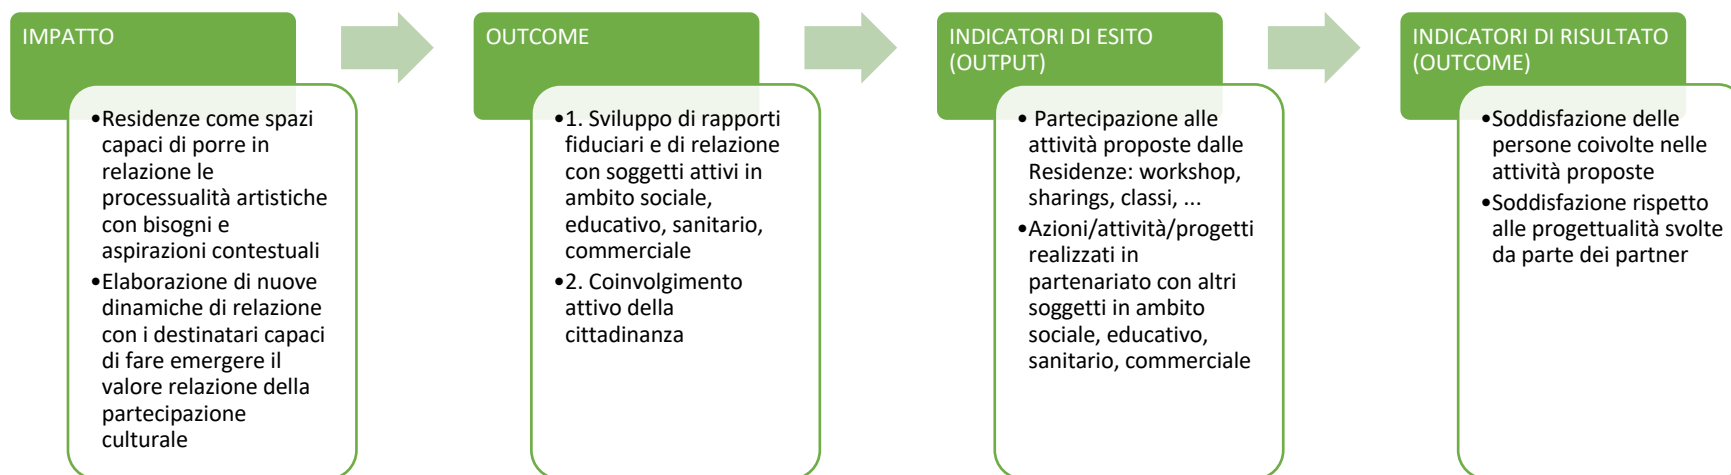 IMPATTO
•Residenze come spazi
capaci di porre in
relazione le
processualità artistiche
con bisogni e
aspirazioni contestuali
•Elaborazione di nuove
dinamiche di relazione
con i destinatari capaci
di fare emergere il
valore relazione della
partecipazione
culturale
OUTCOME
•1. Sviluppo di rapporti
fiduciari e di relazione
con soggetti attivi in
ambito sociale,
educativo, sanitario,
commerciale
•2. Coinvolgimento
attivo della
cittadinanza
INDICATORI DI ESITO
(OUTPUT)
• Partecipazione alle
attività proposte dalle
Residenze: workshop,
sharings, classi, ...
•Azioni/attività/progetti
realizzati in
partenariato con altri
soggetti in ambito
sociale, educativo,
sanitario, commerciale
INDICATORI DI RISULTATO
(OUTCOME)
•Soddisfazione delle
persone coivolte nelle
attività proposte
•Soddisfazione rispetto
alle progettualità svolte
da parte dei partner